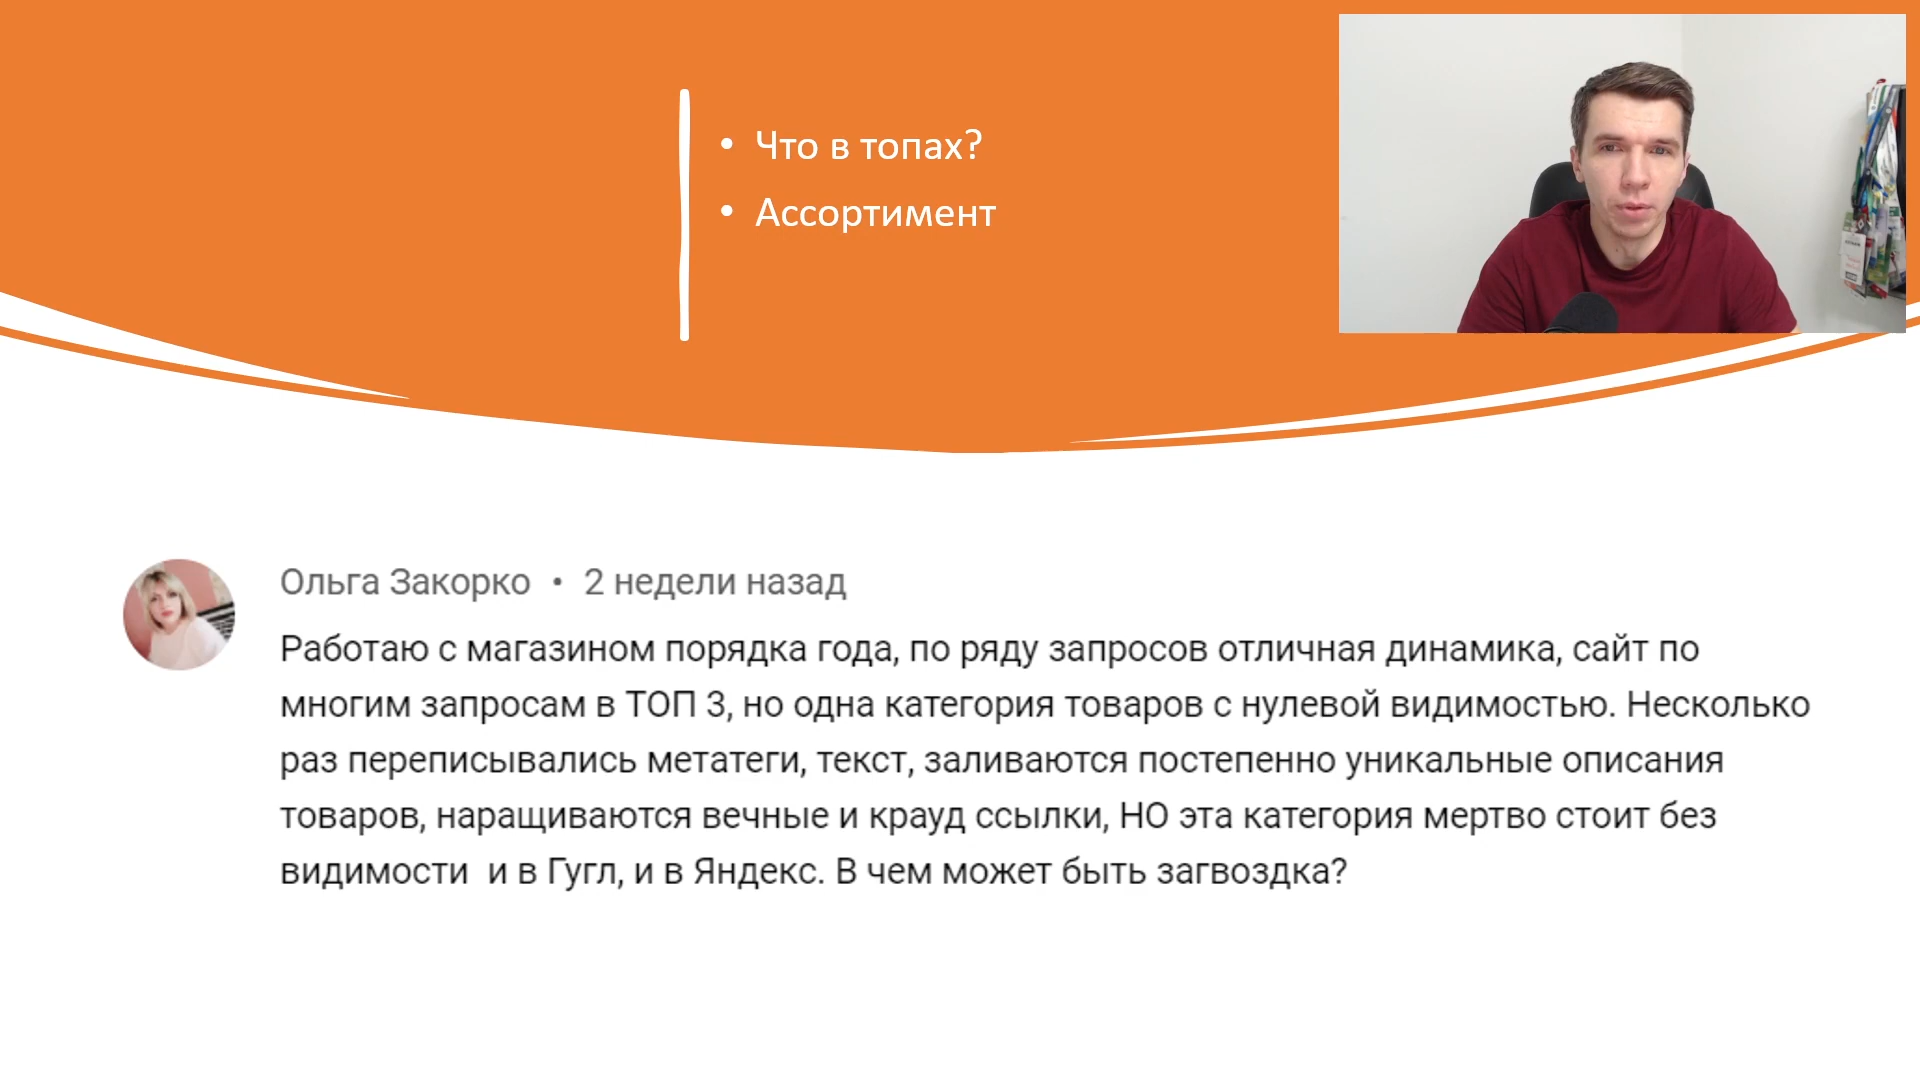 • Что в топах?
• Ассортимент
Ольга Закорко • 2 недели назад
Работаю с магазином порядка года, по ряду запросов отличная динамика, сайт по
многим запросам в ТОП 3, но одна категория товаров с нулевой видимостью. Несколько
раз переписывались метатеги, текст, заливаются постепенно уникальные описания
товаров, наращиваются вечные и крауд ссылки, НО эта категория мертво стоит без
видимости  и в Гугл, и в Яндекс. В чем может быть загвоздка?